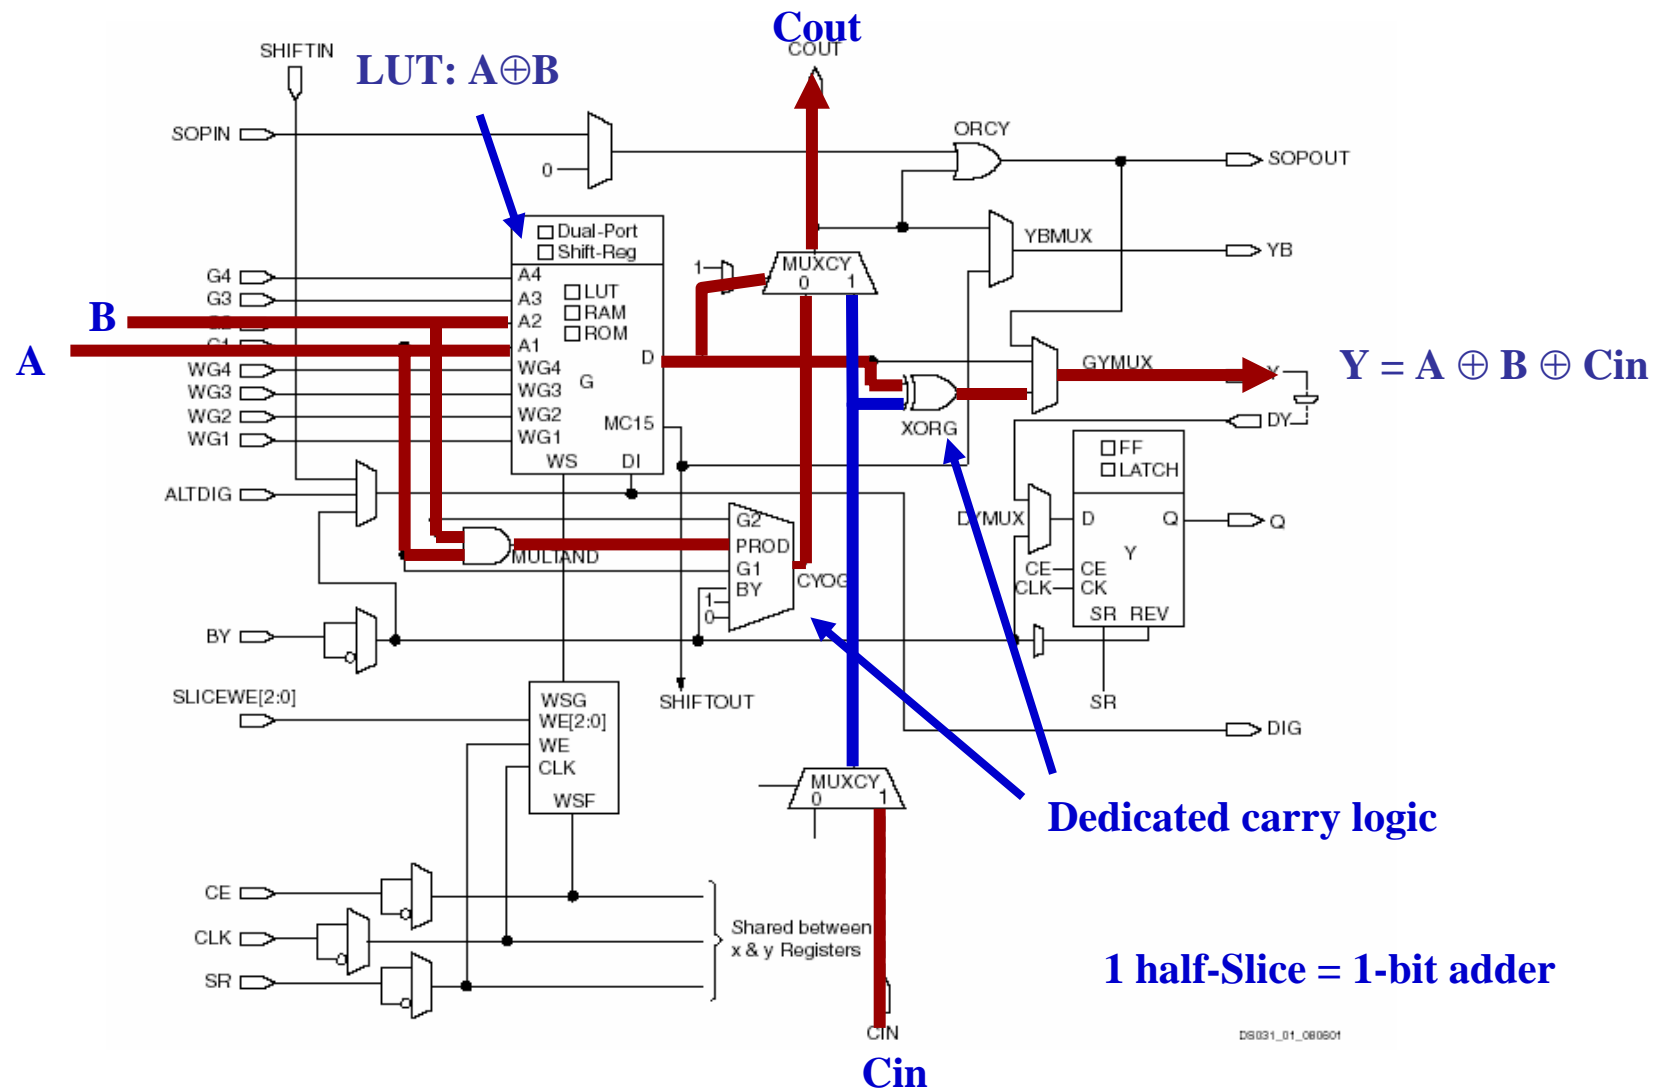 Cout
COUT
SHIFTIN
LUT: A⊕B
SOPIN
0
ORCY
SOPOUT
Dual-Port
Shift-Reg
YBMUX
YB
G4
G3
A4
A3
A2
A1
WG4
WG3
WG2
WG1
LUT
RAM
ROM
D
G
MC15
WS
DI
1
MUXCY
0 1
B
A
WG4
WG3
WG2
WG1
GYMUX
Y = A ⊕ B ⊕ Cin
XORG
DY
FF
LATCH
ALTDIG
DYMUX
D
Q
Q
Y
CE
CE
CLK
CK
SR REV
MULTAND
G2
PROD
G1
BY
1
0
CYOG
BY
SLICEWE[2:0]
WSG
WE[2:0]
WE
CLK
WSF
SHIFTOUT
SR
DIG
MUXCY
0 1
Dedicated carry logic
CE
CLK
SR
Shared between
x & y Registers
1 half-Slice = 1-bit adder
CIN
Cin
DS031_01_080601